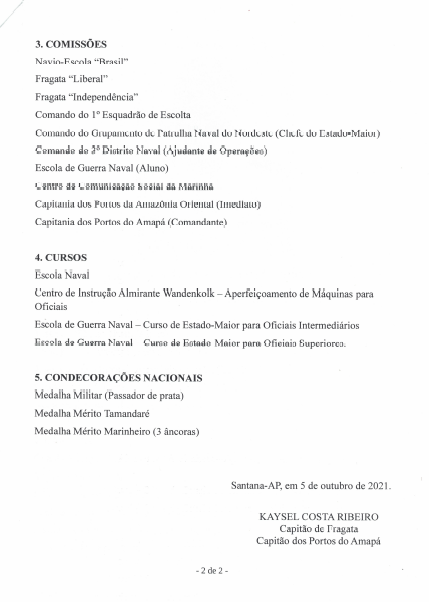 3. COMISSÕES
Navio-Escola “Brasil”
Fragata “Liberal”
Fragata “Independência”
Comando do 1º Esquadrão de Escolta
Comando do Grupamento de Patrulha Naval do Nordeste (Chefe do Estado-Maior)
Comando do 3º Distrito Naval (Ajudante de Operações)
Escola de Guerra Naval (Aluno)
Centro de Comunicação Social da Marinha
Capitania dos Portos da Amazônia Oriental (Imediato)
Capitania dos Portos do Amapá (Comandante)
4. CURSOS
Escola Naval
Centro de Instrução Almirante Wandenkolk – Aperfeiçoamento de Máquinas para
Oficiais
Escola de Guerra Naval – Curso de Estado-Maior para Oficiais Intermediários
Escola de Guerra Naval – Curso de Estado-Maior para Oficiais Superiores.
5. CONDECORAÇÕES NACIONAIS
Medalha Militar (Passador de prata)
Medalha Mérito Tamandaré
Medalha Mérito Marinheiro (3 âncoras)
Santana-AP, em 5 de outubro de 2021.
KAYSEL COSTA RIBEIRO
Capitão de Fragata
Capitão dos Portos do Amapá
- 2 de 2 -